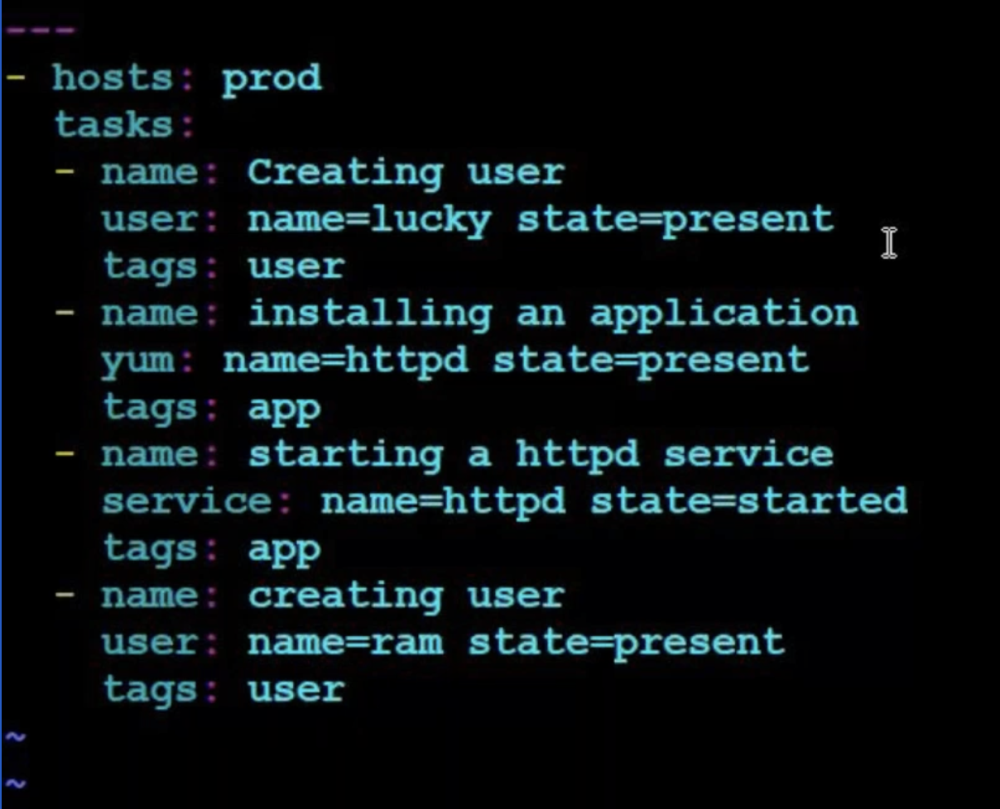 ---
- hosts: prod
  tasks:
  - name: Creating user
    user: name=lucky state=present
    tags: user
  - name: installing an application
    yum: name=httpd state=present
    tags: app
  - name: starting a httpd service
    service: name=httpd state=started
    tags: app
  - name: creating user
    user: name=ram state=present
    tags: user
~
~